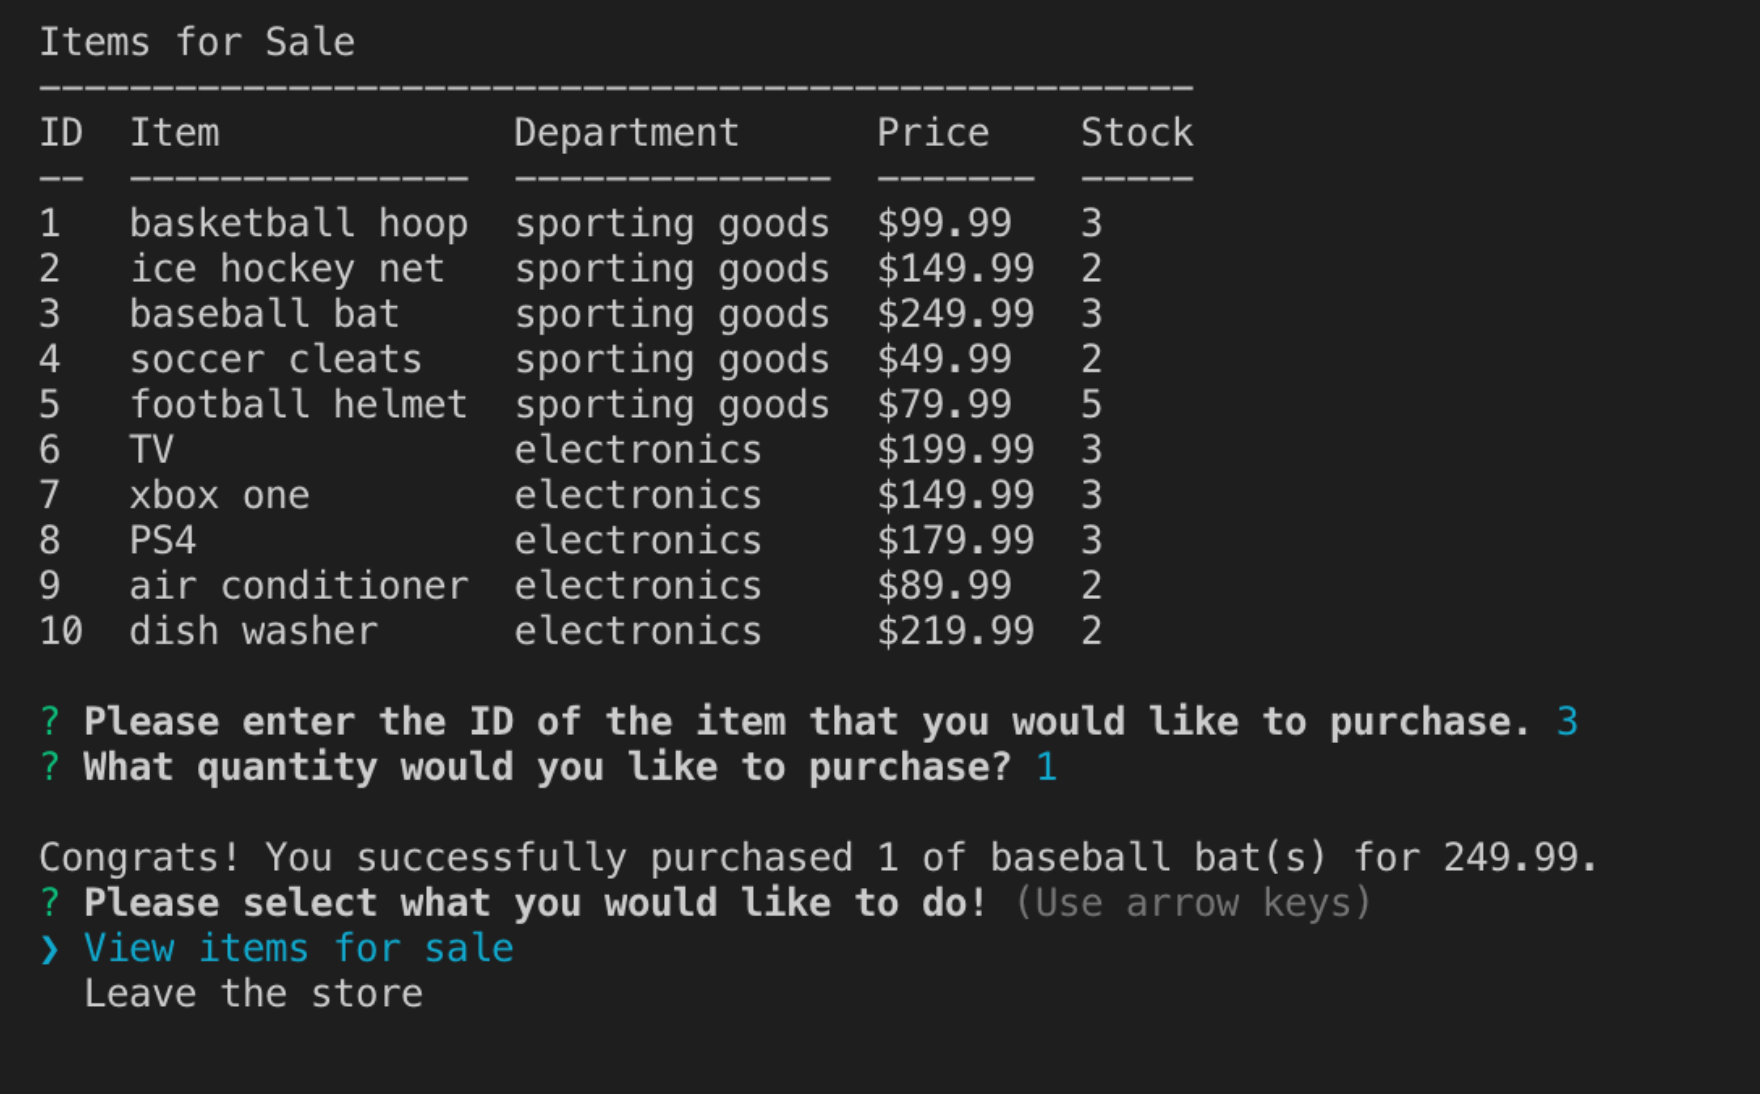 Items for Sale
---------------------------------------------------
ID  Item             Department      Price    Stock
--  ---------------  --------------  -------  -----
1   basketball hoop  sporting goods  $99.99   3
2   ice hockey net   sporting goods  $149.99  2
3   baseball bat     sporting goods  $249.99  3
4   soccer cleats    sporting goods  $49.99   2
5   football helmet  sporting goods  $79.99   5
6   TV               electronics     $199.99  3
7   xbox one         electronics     $149.99  3
8   PS4              electronics     $179.99  3
9   air conditioner  electronics     $89.99   2
10  dish washer      electronics     $219.99  2
? Please enter the ID of the item that you would like to purchase. 3
? What quantity would you like to purchase? 1
Congrats! You successfully purchased 1 of baseball bat(s) for 249.99.
? Please select what you would like to do! (Use arrow keys)
❯ View items for sale
  Leave the store